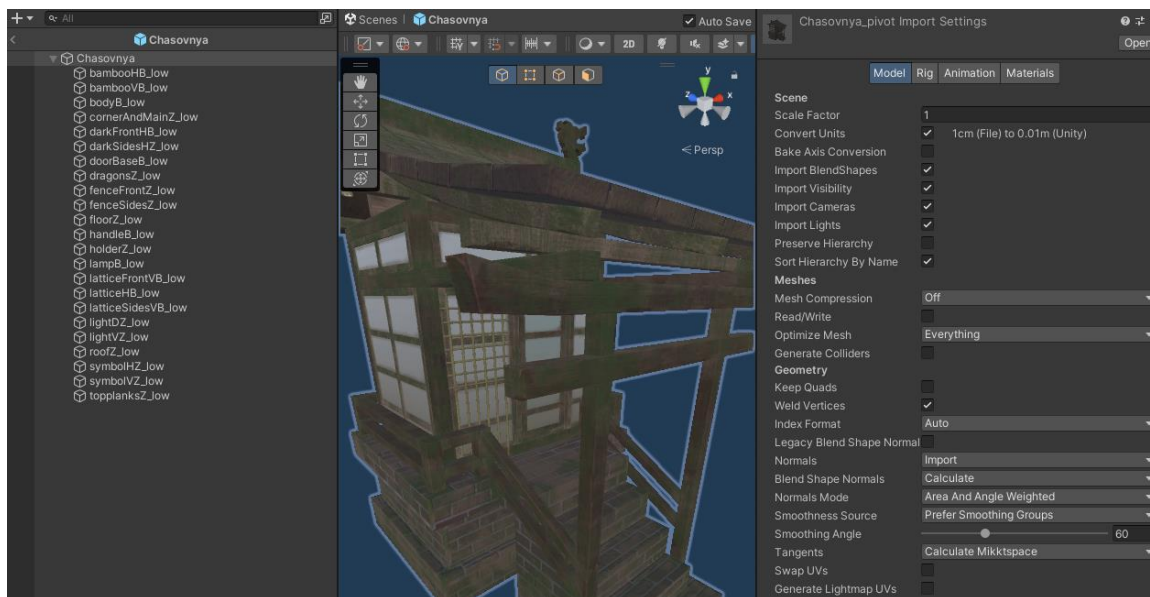 All
Chasovnya
Chasovnya
bambooHB_low
bambooVB_low
bodyB_low
cornerAndMainZ_low
darkFrontHB_low
darkSidesHZ_low
doorBaseB_low
dragonsZ_low
fenceFrontZ_low
fenceSidesZ_low
floorZ_low
handleB_low
holderZ_low
lampB_low
latticeFrontVB_low
latticeHB_low
latticeSidesVB_low
lightDZ_low
lightVZ_low
roofZ_low
symbolHZ_low
symbolVZ_low
topplanksZ_low
Scenes | Chasovnya Auto Save
2D
y
z x
< Persp
Chasovnya_pivot Import Settings
Open
Model Rig Animation Materials
Scene
Scale Factor 1
Convert Units 1cm (File) to 0.01m (Unity)
Bake Axis Conversion
Import BlendShapes
Import Visibility
Import Cameras
Import Lights
Preserve Hierarchy
Sort Hierarchy By Name
Meshes
Mesh Compression Off
Read/Write
Optimize Mesh Everything
Generate Colliders
Geometry
Keep Quads
Weld Vertices
Index Format Auto
Legacy Blend Shape Normal
Normals Import
Blend Shape Normals Calculate
Normals Mode Area And Angle Weighted
Smoothness Source Prefer Smoothing Groups
Smoothing Angle 60
Tangents Calculate Mikktspace
Swap UVs
Generate Lightmap UVs